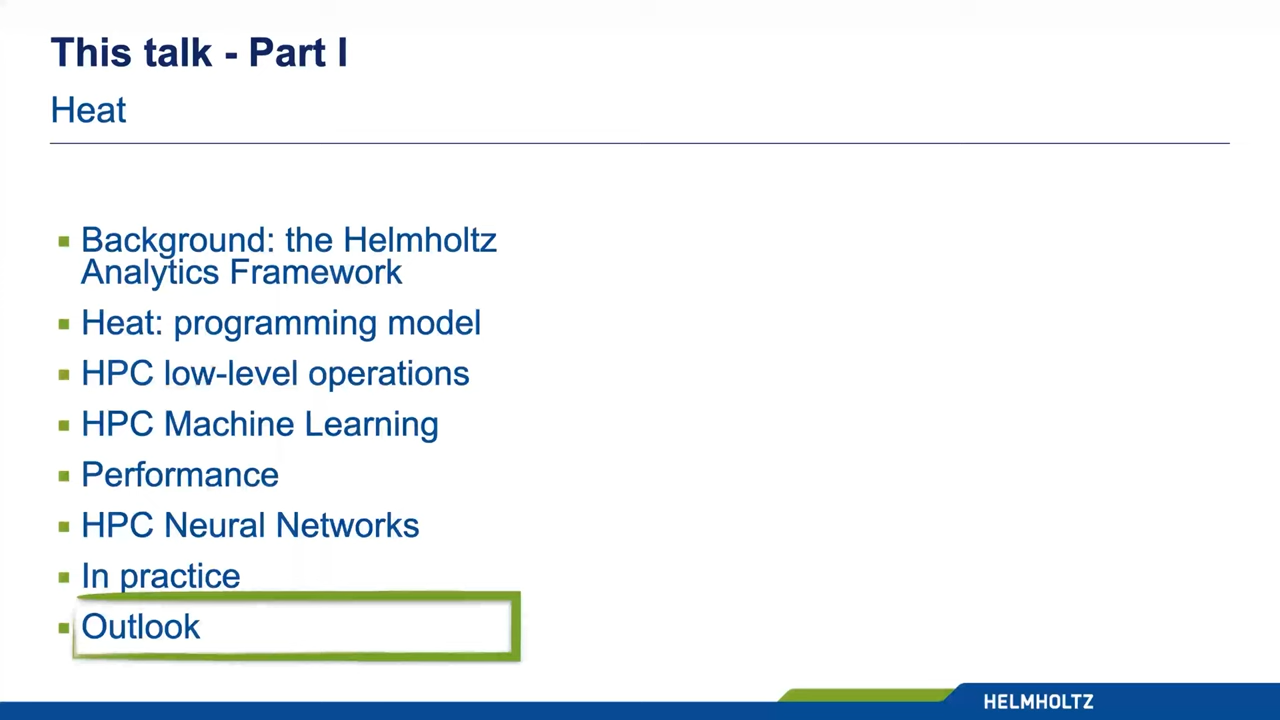 This talk - Part I
Heat
Background: the Helmholtz
Analytics Framework
Heat: programming model
HPC low-level operations
HPC Machine Learning
Performance
HPC Neural Networks
In practice
Outlook
HELMHOLTZ